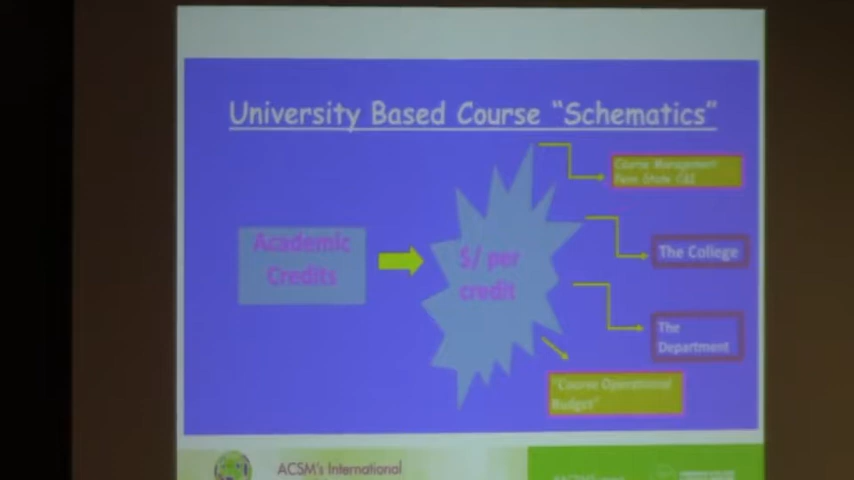 University Based Course "Schematics"
Course Management
Penn State
Academic
Credits
$/ per
credit
The College
The
Department
"Course Operational
Budget"
ACSM's International